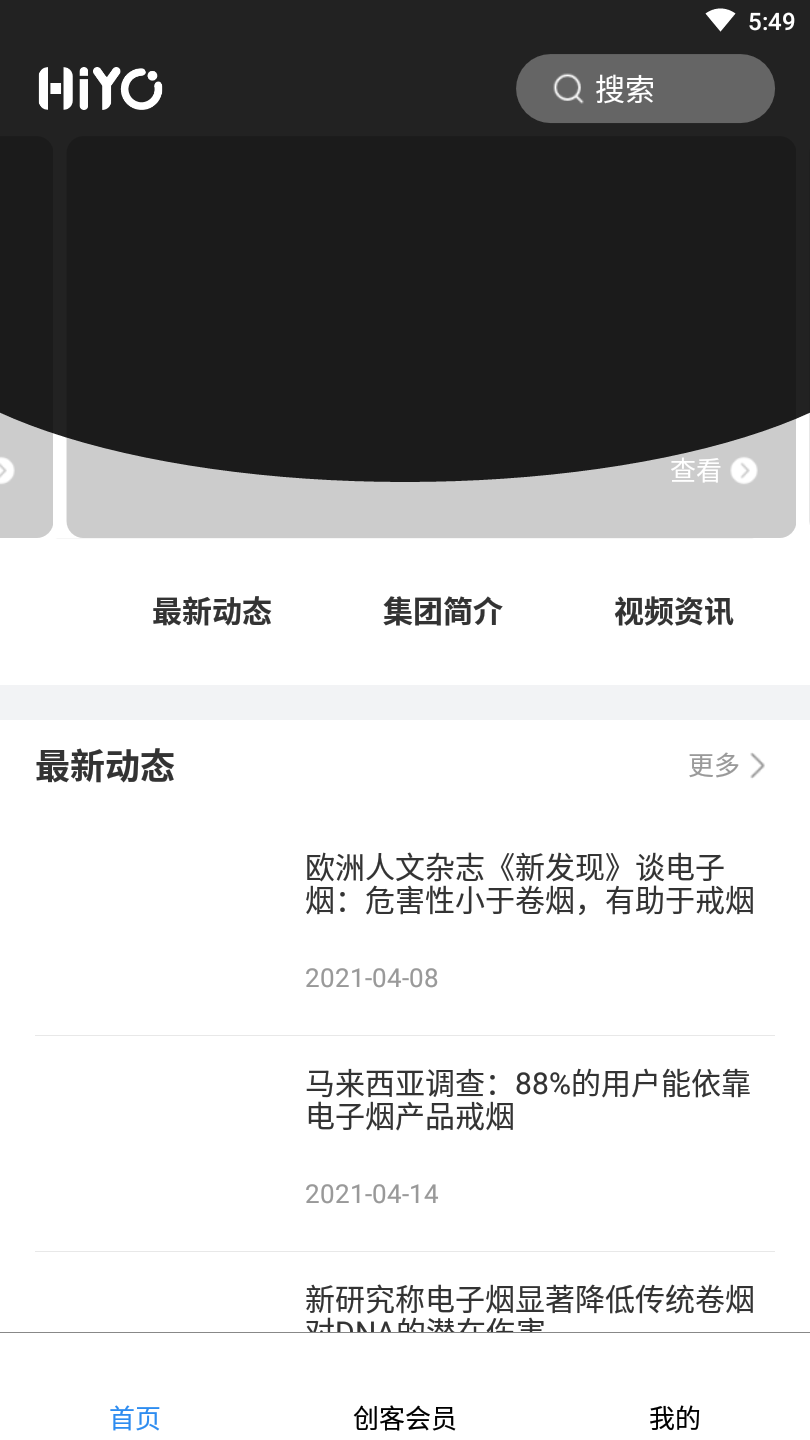 5:49
HiYO
搜索
查看
最新动态
集团简介
视频资讯
最新动态
更多
欧洲人文杂志《新发现》谈电子
烟：危害性小于卷烟，有助于戒烟
2021-04-08
马来西亚调查：88%的用户能依靠
电子烟产品戒烟
2021-04-14
新研究称电子烟显著降低传统卷烟
对DNA的潜在伤害
首页
创客会员
我的